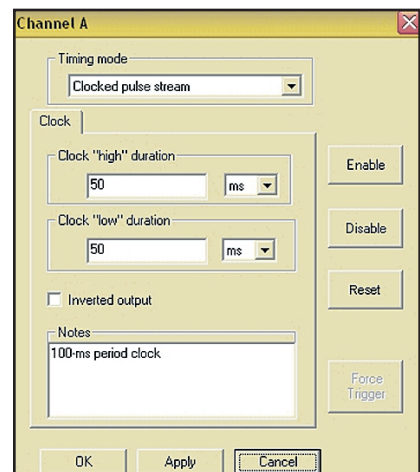 Channel A
Timing mode
Clocked pulse stream
Clock
Clock "high" duration
50
ms
Clock "low" duration
50
ms
Inverted output
Notes
100-ms period clock
Enable
Disable
Reset
Force
Trigger
OK
Apply
Cancel